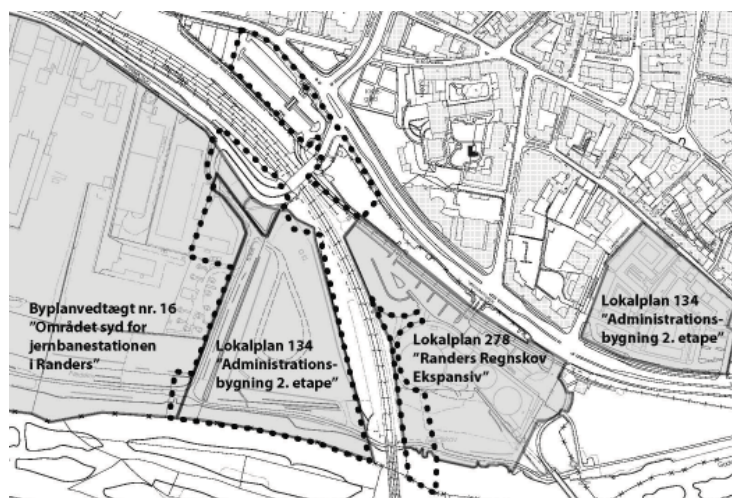 Byplanvedtægt nr. 16
"Området syd for
jernbanestationen
i Randers"
Lokalplan 134
"Administrations-
bygning 2. etape"
Lokalplan 278
"Randers Regnskov
Ekspansiv"
Lokalplan 134
"Administrations-
bygning 2. etape"